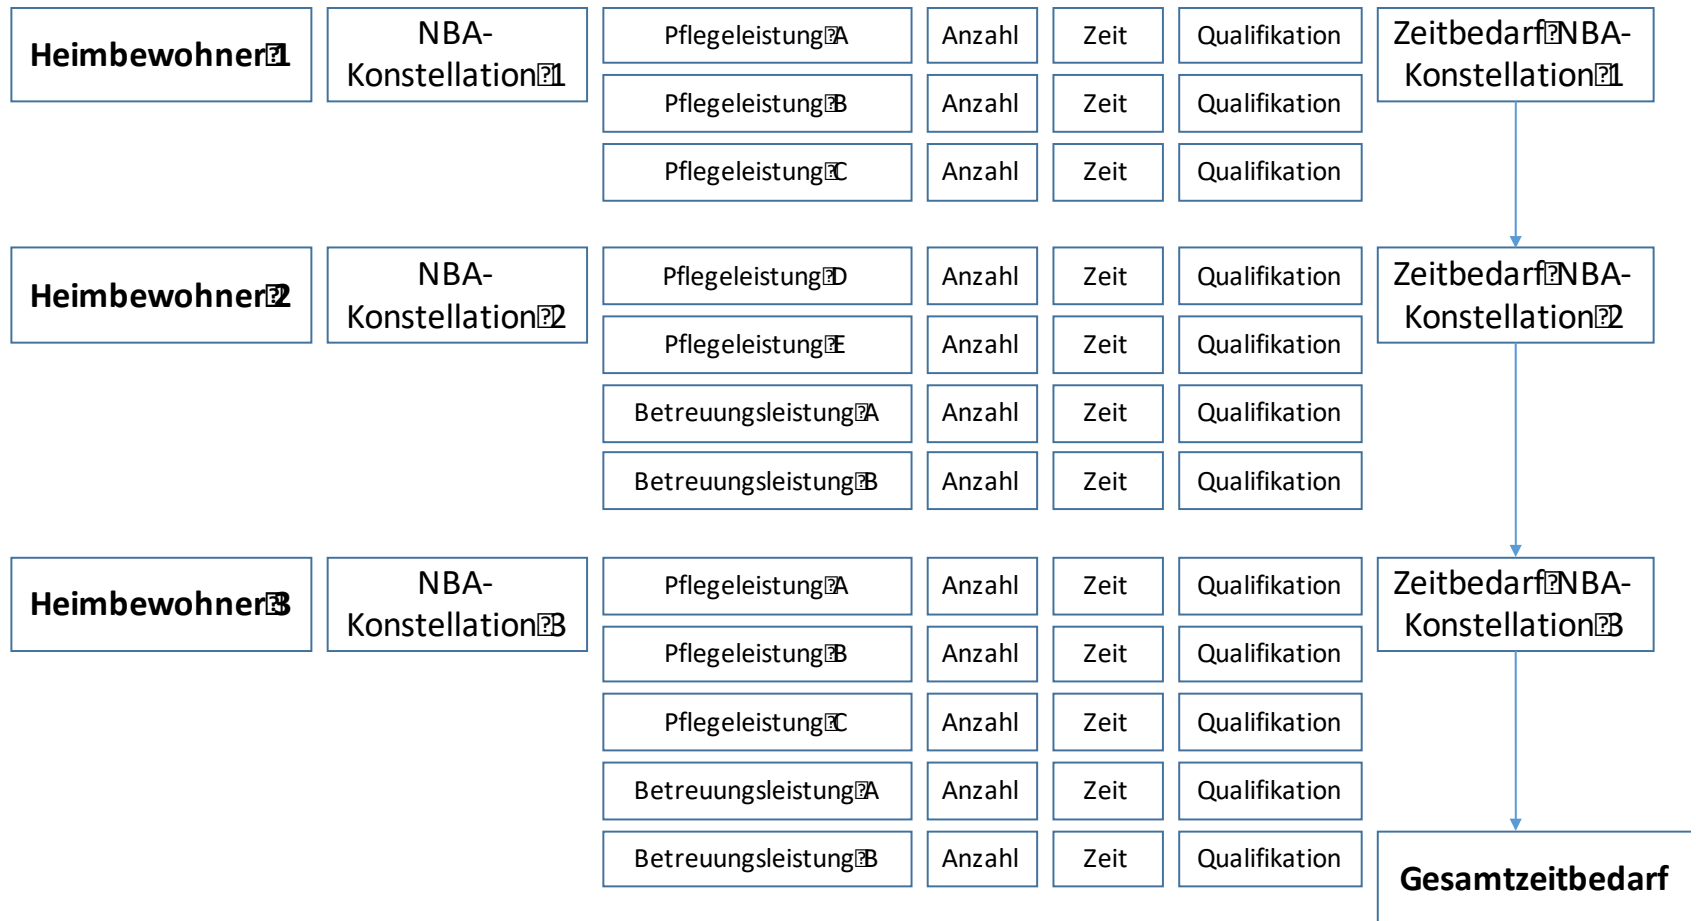 Heimbewohner 1
NBA-
Konstellation 1
Pflegeleistung A
Anzahl
Zeit
Qualifikation
Zeitbedarf NBA-
Konstellation 1
Pflegeleistung B
Anzahl
Zeit
Qualifikation
Pflegeleistung C
Anzahl
Zeit
Qualifikation
Heimbewohner 2
NBA-
Konstellation 2
Pflegeleistung D
Anzahl
Zeit
Qualifikation
Zeitbedarf NBA-
Konstellation 2
Pflegeleistung E
Anzahl
Zeit
Qualifikation
Betreuungsleistung A
Anzahl
Zeit
Qualifikation
Betreuungsleistung B
Anzahl
Zeit
Qualifikation
Heimbewohner 3
NBA-
Konstellation 3
Pflegeleistung A
Anzahl
Zeit
Qualifikation
Zeitbedarf NBA-
Konstellation 3
Pflegeleistung B
Anzahl
Zeit
Qualifikation
Pflegeleistung C
Anzahl
Zeit
Qualifikation
Betreuungsleistung A
Anzahl
Zeit
Qualifikation
Betreuungsleistung B
Anzahl
Zeit
Qualifikation
Gesamtzeitbedarf